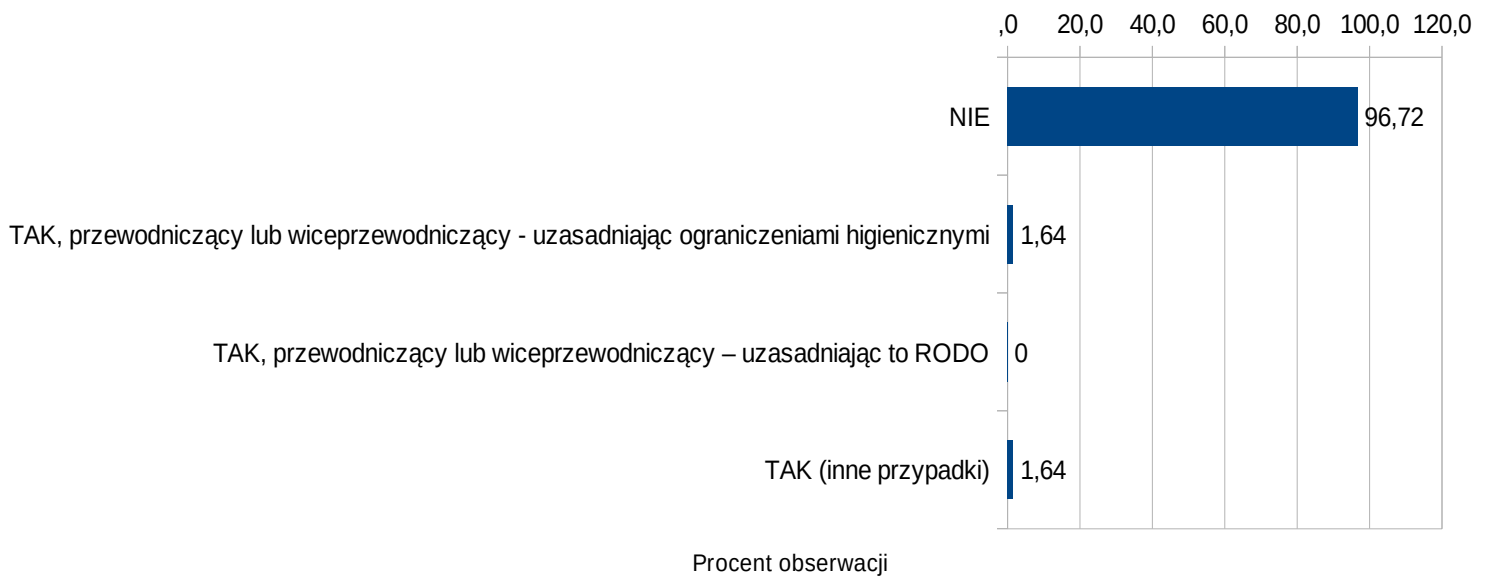 ,0 20,0 40,0 60,0 80,0 100,0 120,0
NIE 96,72
TAK, przewodniczący lub wiceprzewodniczący - uzasadniając ograniczeniami higienicznymi 1,64
TAK, przewodniczący lub wiceprzewodniczący – uzasadniając to RODO 0
TAK (inne przypadki) 1,64
Procent obserwacji